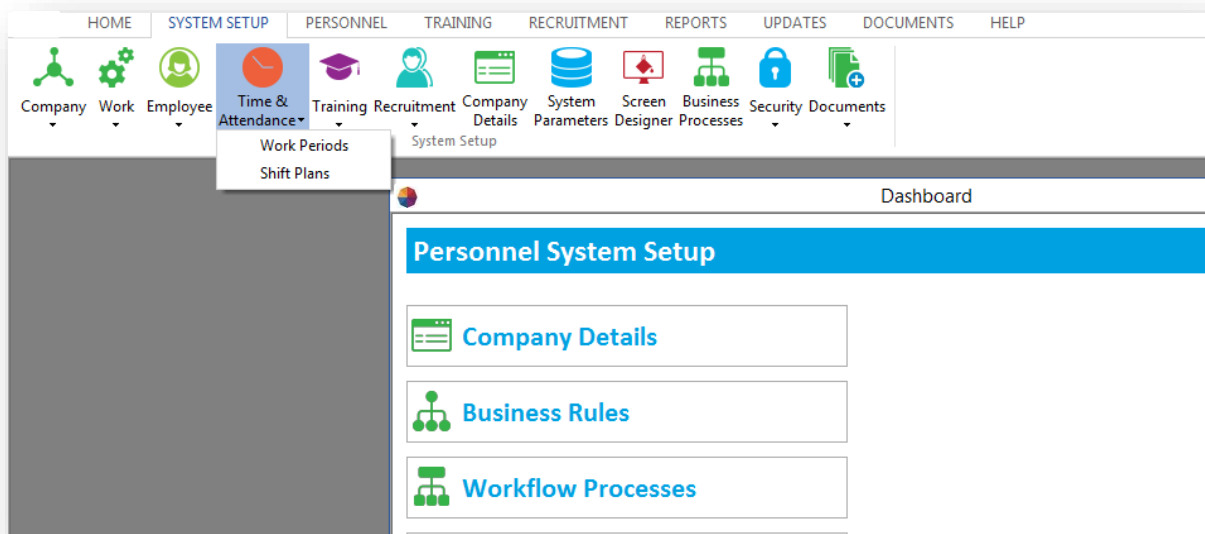 HOME SYSTEM SETUP PERSONNEL TRAINING RECRUITMENT REPORTS UPDATES DOCUMENTS HELP
Company Work Employee Time & Attendance Training Recruitment Company Details System Parameters Screen Designer Business Processes Security Documents
System Setup
Work Periods
Shift Plans
Dashboard
Personnel System Setup
Company Details
Business Rules
Workflow Processes